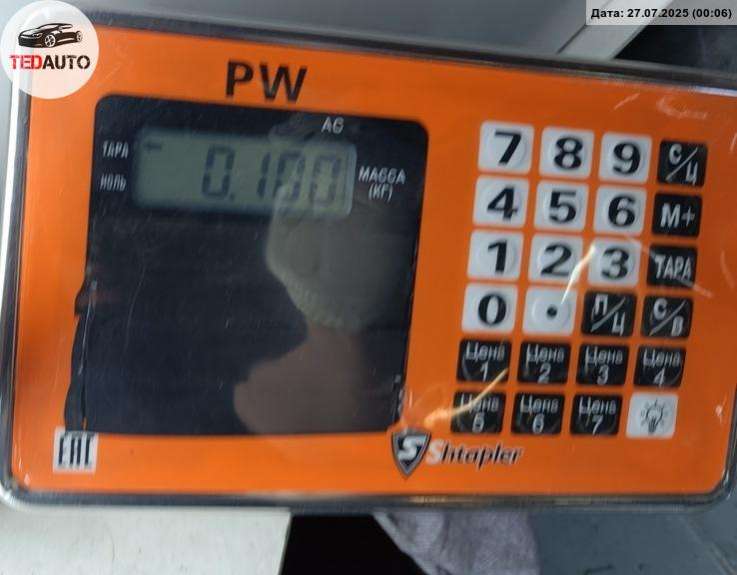 Дата: 27.07.2025 (00:06)
TEDAUTO
PW
AC
ТАРА
НОЛЬ
0.100
МАССА
(КГ)
7 8 9 С/Ц
4 5 6 М+
1 2 3 ТАРА
0 . П/Ц С/В
Цена 1 Цена 2 Цена 3 Цена 4
Цена 5 Цена 6 Цена 7
EAC
S Shtapler